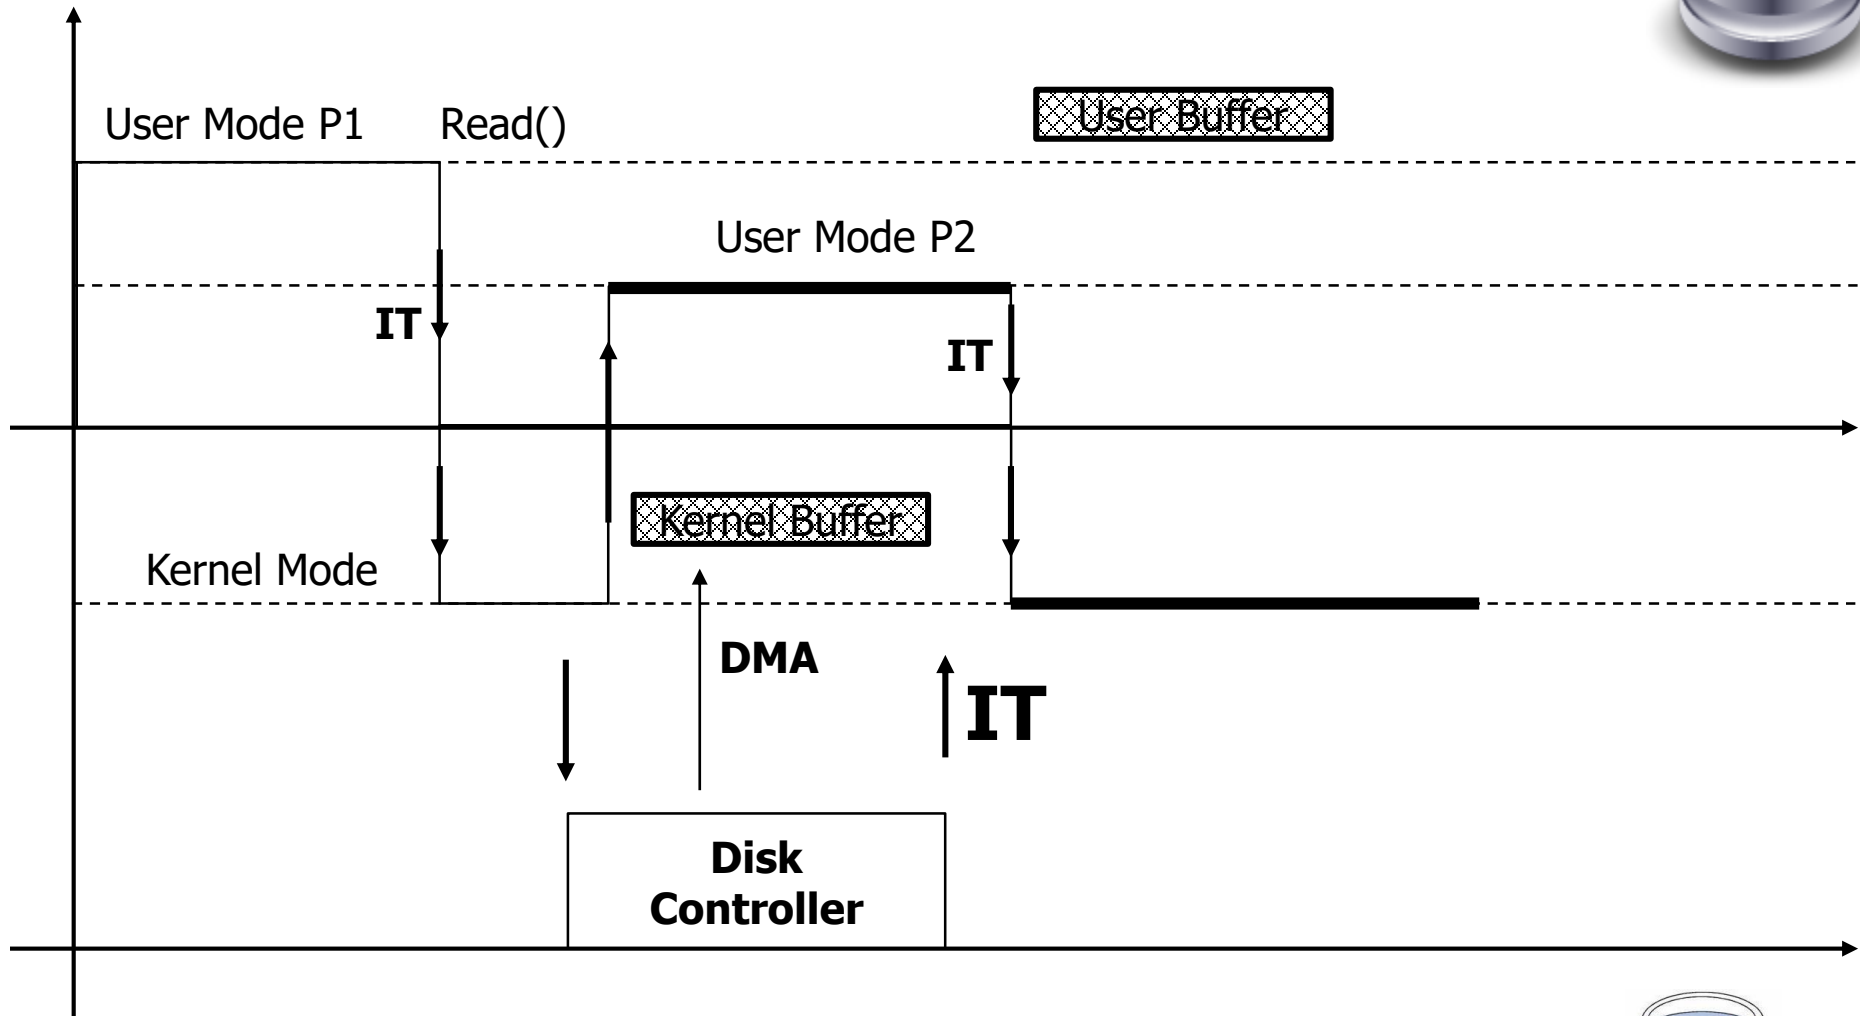 User Mode P1
Read()
User Buffer
User Mode P2
IT
IT
Kernel Buffer
Kernel Mode
DMA
IT
Disk
Controller